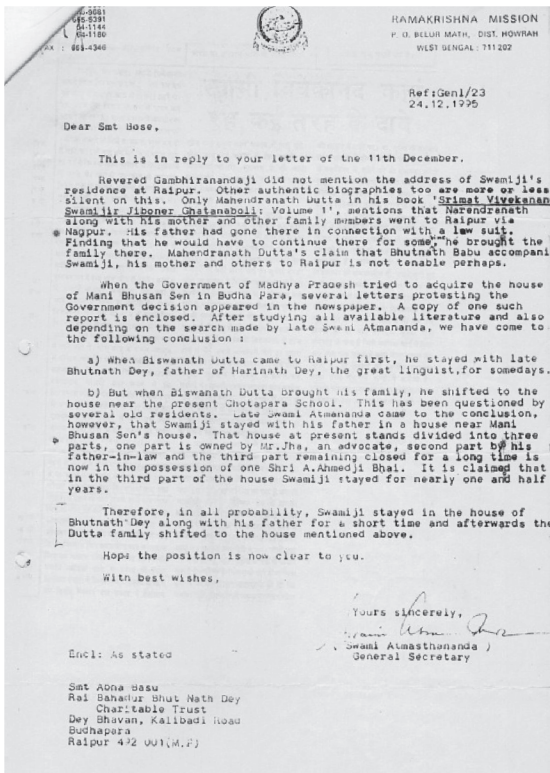 RAMAKRISHNA MISSION
P. O. BELUR MATH, DIST. HOWRAH
WEST BENGAL : 711 202
-5391
-1144
-1180
: 665-4346
Ref:Genl/23
24.12.1995
Dear Smt Bose,
This is in reply to your letter of the 11th December.
Revered Gambhiranandaji did not mention the address of Swamiji's
residence at Raipur. Other authentic biographies too are more or less
silent on this. Only Mahendranath Dutta in his book 'Srimat Vivekanan
Swamijir Jiboner Ghatanaboli: Volume 1', mentions that Narendranath
along with his mother and other family members went to Raipur via
Nagpur. His father had gone there in connection with a law suit.
Finding that he would have to continue there for some time he brought the
family there. Mahendranath Dutta's claim that Bhutnath Babu accompani
Swamiji, his mother and others to Raipur is not tenable perhaps.
When the Government of Madhya Pradesh tried to acquire the house
of Mani Bhusan Sen in Budha Para, several letters protesting the
Government decision appeared in the newspaper. A copy of one such
report is enclosed. After studying all available literature and also
depending on the search made by late Swami Atmananda, we have come to
the following conclusion :
a) When Biswanath Dutta came to Raipur first, he stayed with late
Bhutnath Dey, father of Harinath Dey, the great linguist,for somedays.
b) But when Biswanath Dutta brought his family, he shifted to the
house near the present Chotapara School. This has been questioned by
several old residents. Late Swami Atmananda came to the conclusion,
however, that Swamiji stayed with his father in a house near Mani
Bhusan Sen's house. That house at present stands divided into three
parts, one part is owned by Mr.Jha, an advocate, second part by his
father-in-law and the third part remaining closed for a long time is
now in the possession of one Shri A.Ahmedji Bhai. It is claimed that
in the third part of the house Swamiji stayed for nearly one and half
years.
Therefore, in all probability, Swamiji stayed in the house of
Bhutnath Dey along with his father for a short time and afterwards the
Dutta family shifted to the house mentioned above.
Hope the position is now clear to you.
With best wishes,
Yours sincerely,
( Swami Atmasthananda )
General Secretary
Encl: As stated
Smt Abha Basu
Rai Bahadur Bhut Nath Dey
Charitable Trust
Dey Bhavan, Kalibadi Road
Budhapara
Raipur 492 001(M.P)